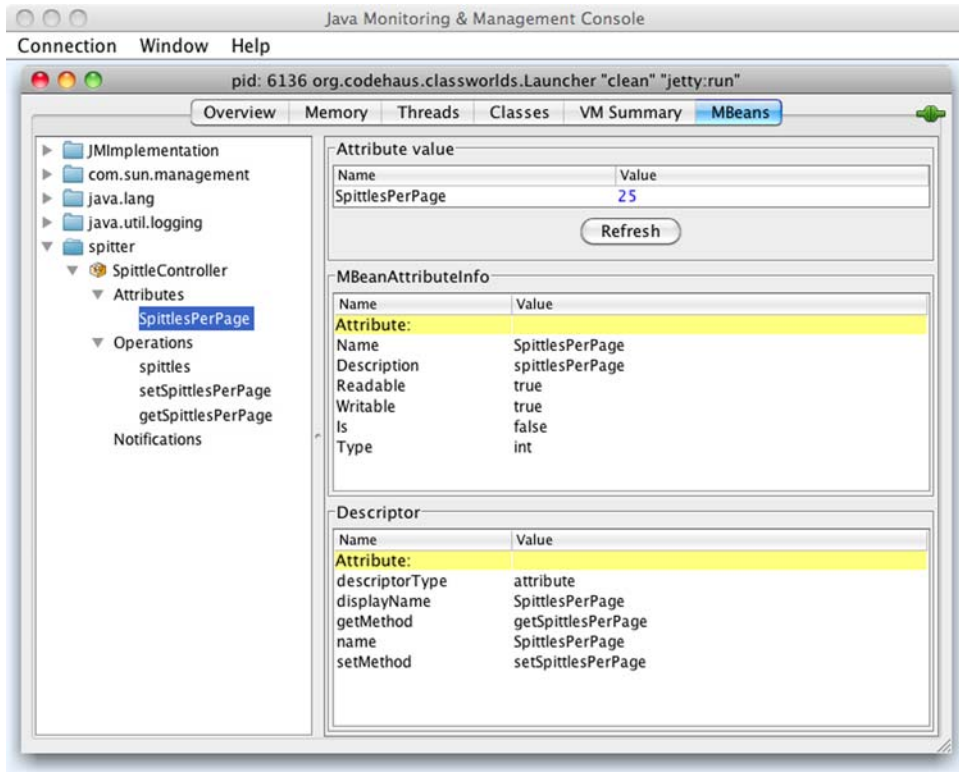 Java Monitoring & Management Console
Connection Window Help
pid: 6136 org.codehaus.classworlds.Launcher "clean" "jetty:run"
Overview Memory Threads Classes VM Summary MBeans
JMImplementation
com.sun.management
java.lang
java.util.logging
spitter
SpittleController
Attributes
SpittlesPerPage
Operations
spittles
setSpittlesPerPage
getSpittlesPerPage
Notifications
Attribute value
Name Value
SpittlesPerPage 25
Refresh
MBeanAttributeInfo
Name Value
Attribute:
Name SpittlesPerPage
Description spittlesPerPage
Readable true
Writable true
Is false
Type int
Descriptor
Name Value
Attribute:
descriptorType attribute
displayName SpittlesPerPage
getMethod getSpittlesPerPage
name SpittlesPerPage
setMethod setSpittlesPerPage